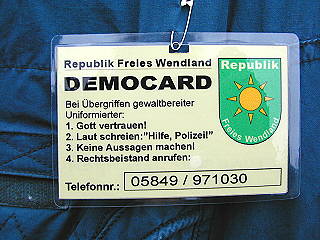 Republik Freies Wendland
DEMOCARD
Bei Übergriffen gewaltbereiter
Uniformierter:
1. Gott vertrauen!
2. Laut schreien:"Hilfe, Polizei!"
3. Keine Aussagen machen!
4. Rechtsbeistand anrufen:
Telefonnr.: 05849 / 971030
Republik
Freies Wendland